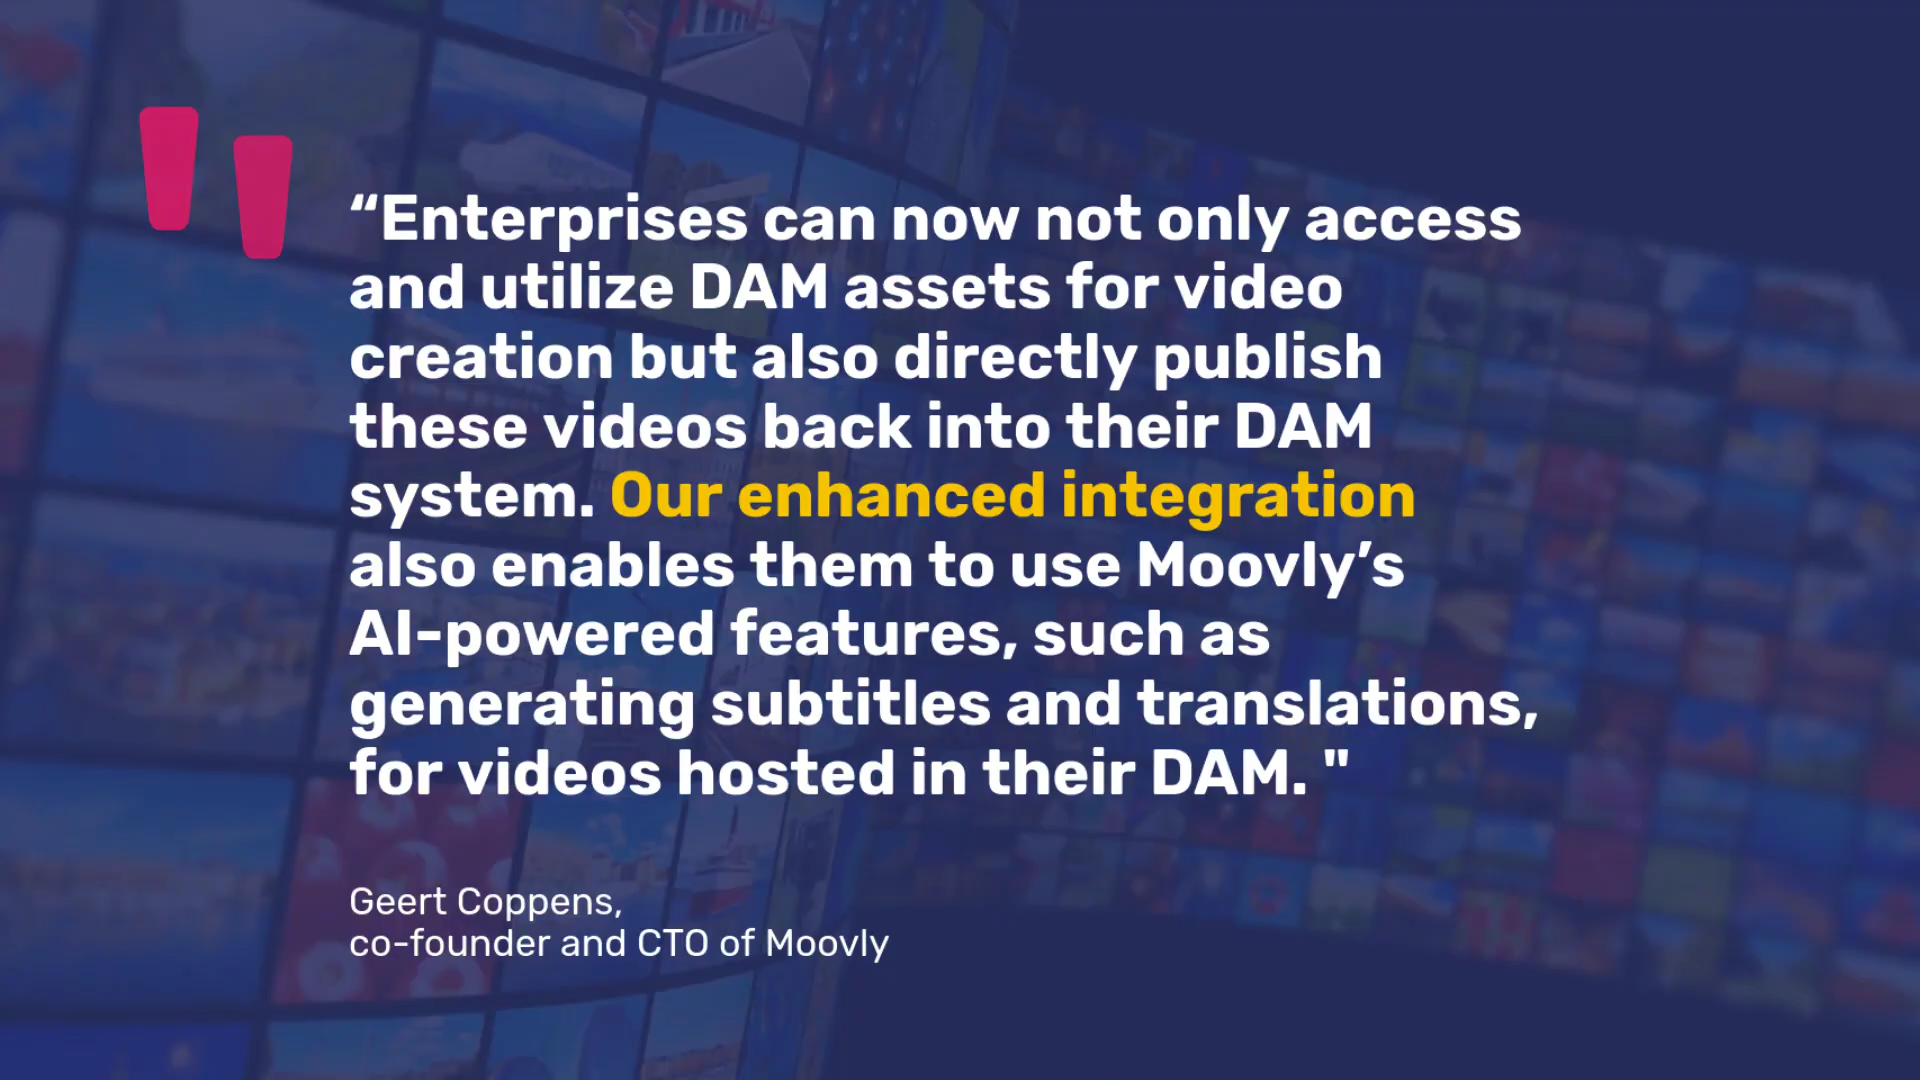 “Enterprises can now not only access
and utilize DAM assets for video
creation but also directly publish
these videos back into their DAM
system. Our enhanced integration
also enables them to use Moovly’s
AI-powered features, such as
generating subtitles and translations,
for videos hosted in their DAM. "
Geert Coppens,
co-founder and CTO of Moovly